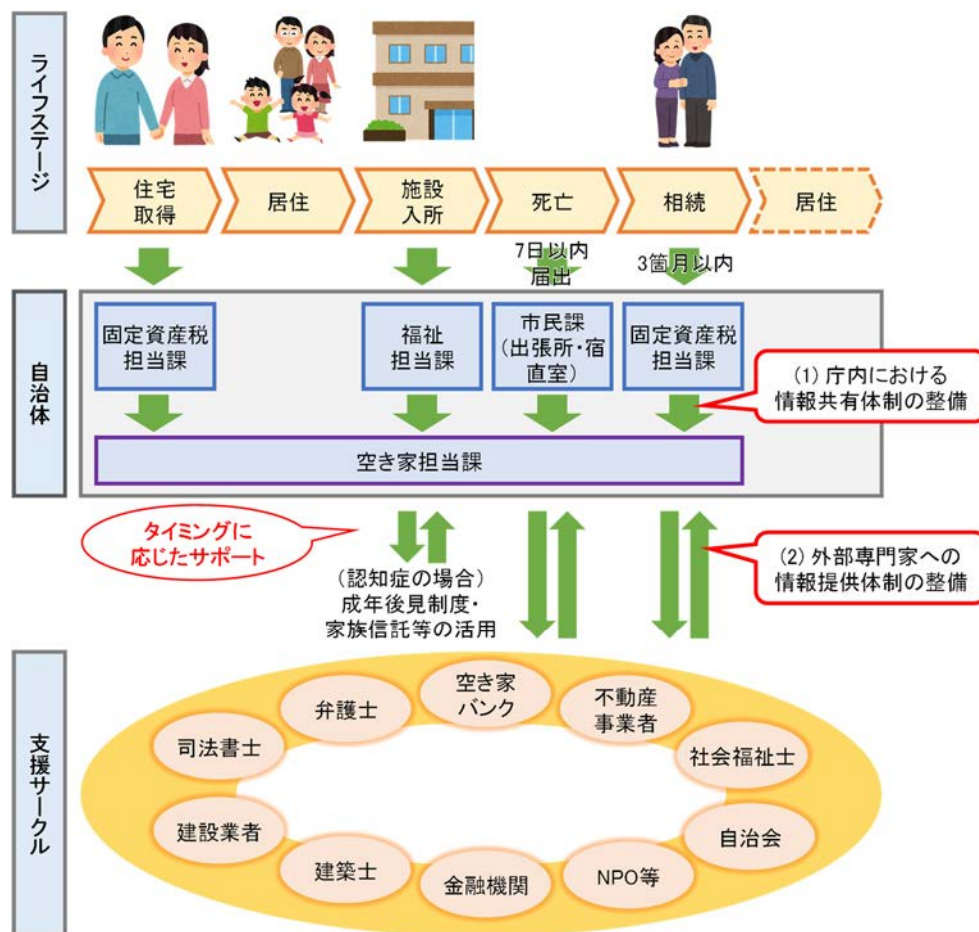 ライフステージ
住宅
取得
居住
施設
入所
死亡
相続
居住
7日以内
届出
3箇月以内
自治体
固定資産税
担当課
福祉
担当課
市民課
(出張所・宿
直室)
固定資産税
担当課
(1) 庁内における
情報共有体制の整備
空き家担当課
タイミングに
応じたサポート
(認知症の場合)
成年後見制度・
家族信託等の活用
(2) 外部専門家への
情報提供体制の整備
支援サークル
空き家
バンク
弁護士
不動産
事業者
司法書士
社会福祉士
建設業者
自治会
建築士
金融機関
NPO等